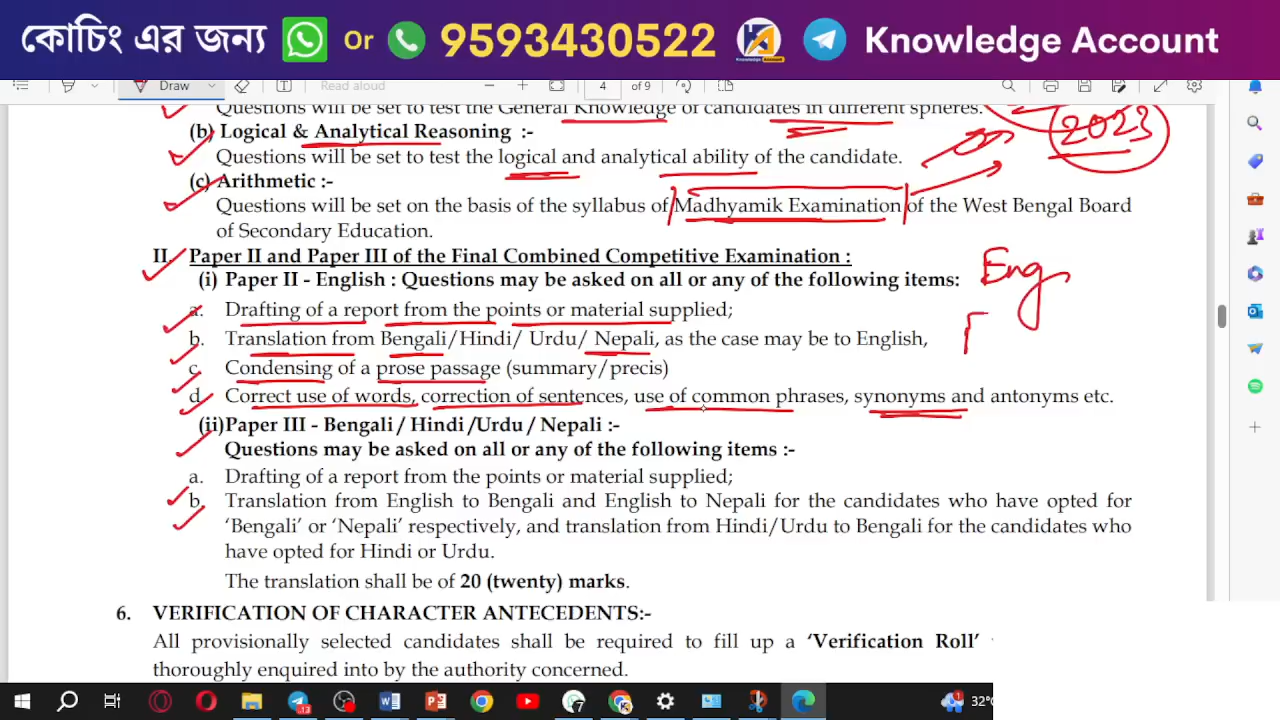 কোচিং এর জন্য Or 9593430522 Knowledge Account
Draw Read aloud 4 of 9
Questions will be set to test the General Knowledge of candidates in different spheres.
2023
(b) Logical & Analytical Reasoning :-
Questions will be set to test the logical and analytical ability of the candidate.
(c) Arithmetic :-
Questions will be set on the basis of the syllabus of Madhyamik Examination of the West Bengal Board
of Secondary Education.
II. Paper II and Paper III of the Final Combined Competitive Examination :
Eng
(i) Paper II - English : Questions may be asked on all or any of the following items:
a. Drafting of a report from the points or material supplied;
b. Translation from Bengali/Hindi/ Urdu/ Nepali, as the case may be to English,
c. Condensing of a prose passage (summary/precis)
d. Correct use of words, correction of sentences, use of common phrases, synonyms and antonyms etc.
(ii)Paper III - Bengali / Hindi /Urdu / Nepali :-
Questions may be asked on all or any of the following items :-
a. Drafting of a report from the points or material supplied;
b. Translation from English to Bengali and English to Nepali for the candidates who have opted for
‘Bengali’ or ‘Nepali’ respectively, and translation from Hindi/Urdu to Bengali for the candidates who
have opted for Hindi or Urdu.
The translation shall be of 20 (twenty) marks.
6. VERIFICATION OF CHARACTER ANTECEDENTS:-
All provisionally selected candidates shall be required to fill up a ‘Verification Roll’
thoroughly enquired into by the authority concerned.
32°